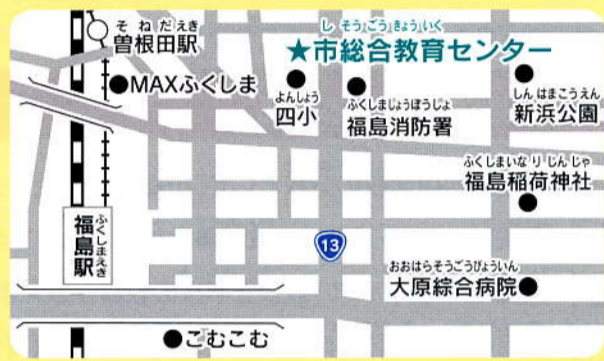 そねだえき
曽根田駅
しそうごうきょういく
★市総合教育センター
●MAXふくしま
よんしょう
四小
ふくしましょうぼうしょ
福島消防署
しんはまこうえん
新浜公園
ふくしまいなりじんじゃ
福島稲荷神社
ふくしまえき
福島駅
13
おおはらそうごうびょういん
大原綜合病院●
●こむこむ